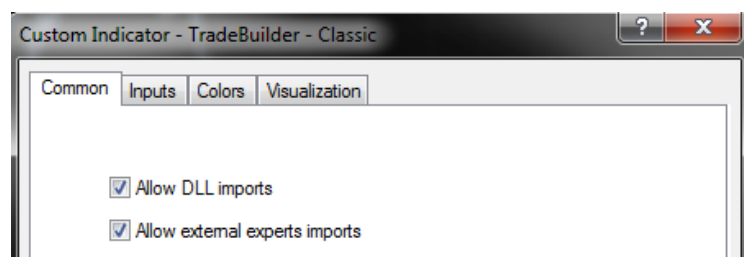 Custom Indicator - TradeBuilder - Classic
? X
Common Inputs Colors Visualization
Allow DLL imports
Allow external experts imports